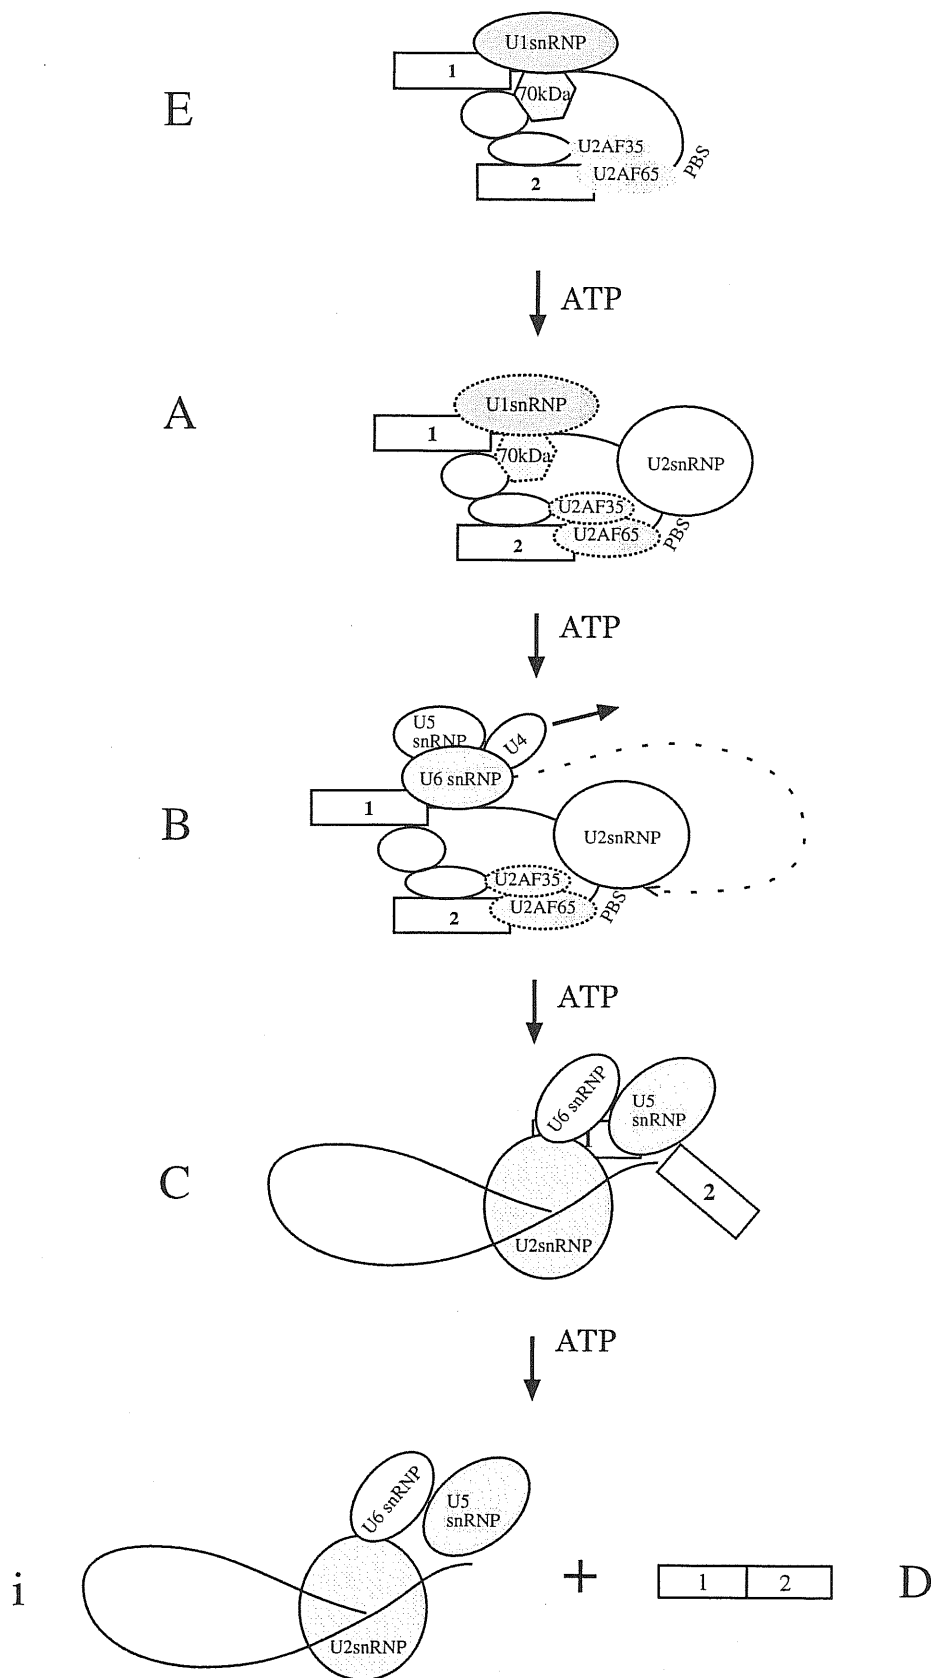 U1snRNP
1
E
70kDa
U2AF35
PBS
U2AF65
2
ATP
A
U1snRNP
1
70kDa
U2snRNP
U2AF35
U2AF65
PBS
2
ATP
U5
snRNP
U4
U6 snRNP
1
B
U2snRNP
U2AF35
U2AF65
PBS
2
ATP
U6 snRNP
U5
snRNP
1
C
2
U2snRNP
ATP
U6 snRNP
U5
snRNP
i
+
1
2
D
U2snRNP